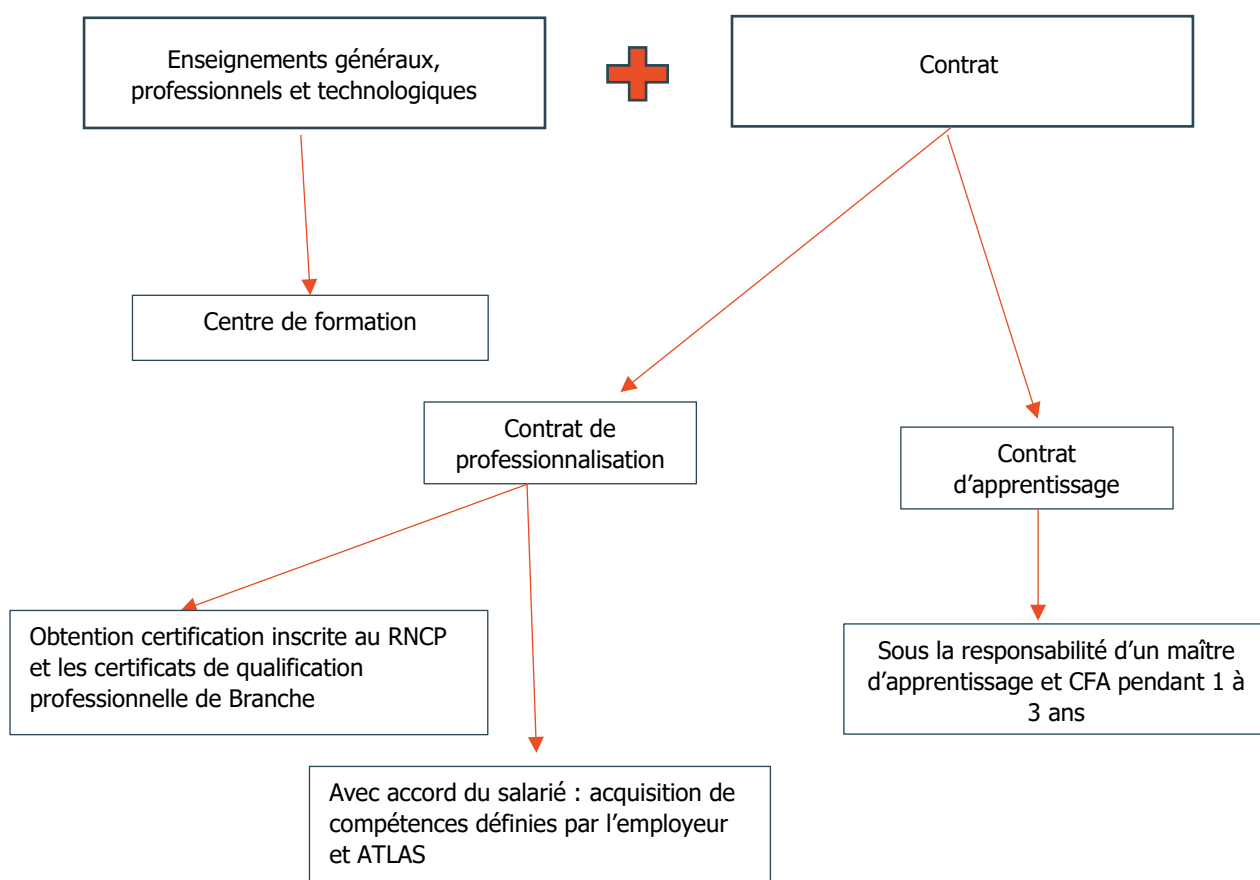 Enseignements généraux,
professionnels et technologiques
Contrat
Centre de formation
Contrat de
professionnalisation
Contrat
d’apprentissage
Obtention certification inscrite au RNCP
et les certificats de qualification
professionnelle de Branche
Sous la responsabilité d’un maître
d’apprentissage et CFA pendant 1 à
3 ans
Avec accord du salarié : acquisition de
compétences définies par l’employeur
et ATLAS